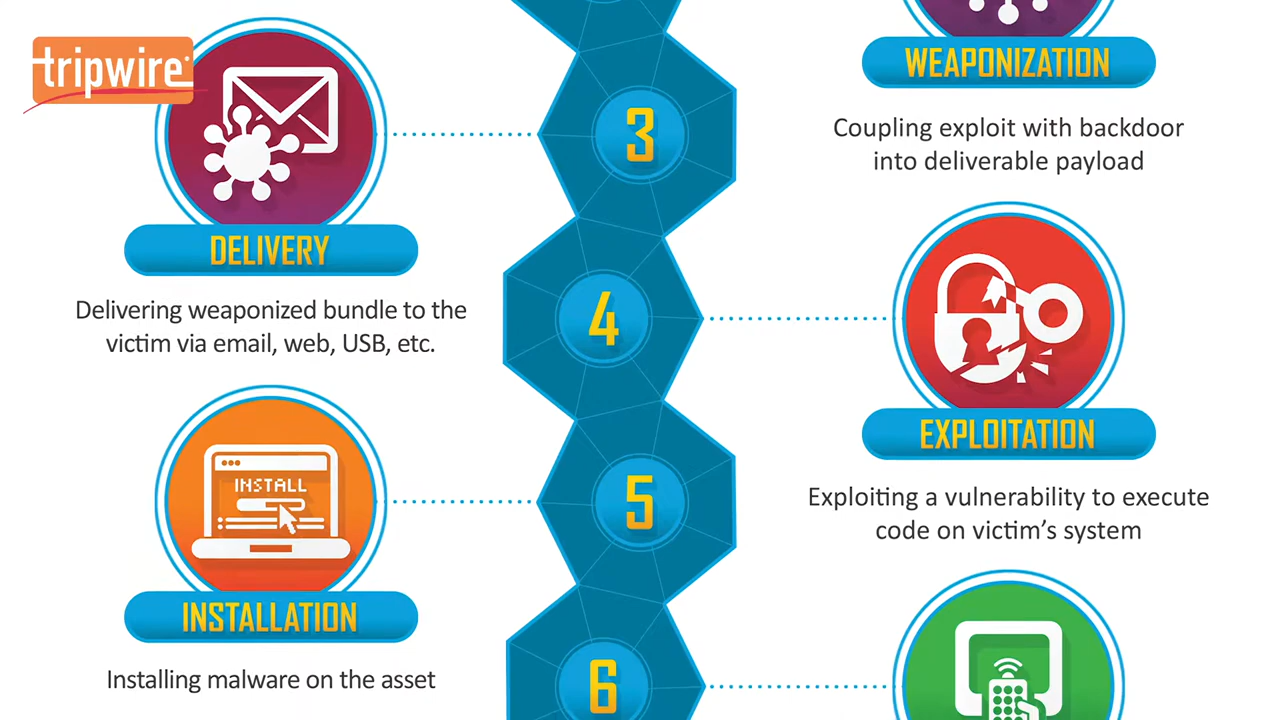 tripwire
WEAPONIZATION
Coupling exploit with backdoor
into deliverable payload
3
DELIVERY
Delivering weaponized bundle to the
victim via email, web, USB, etc.
4
EXPLOITATION
Exploiting a vulnerability to execute
code on victim's system
5
INSTALL
INSTALLATION
Installing malware on the asset
6